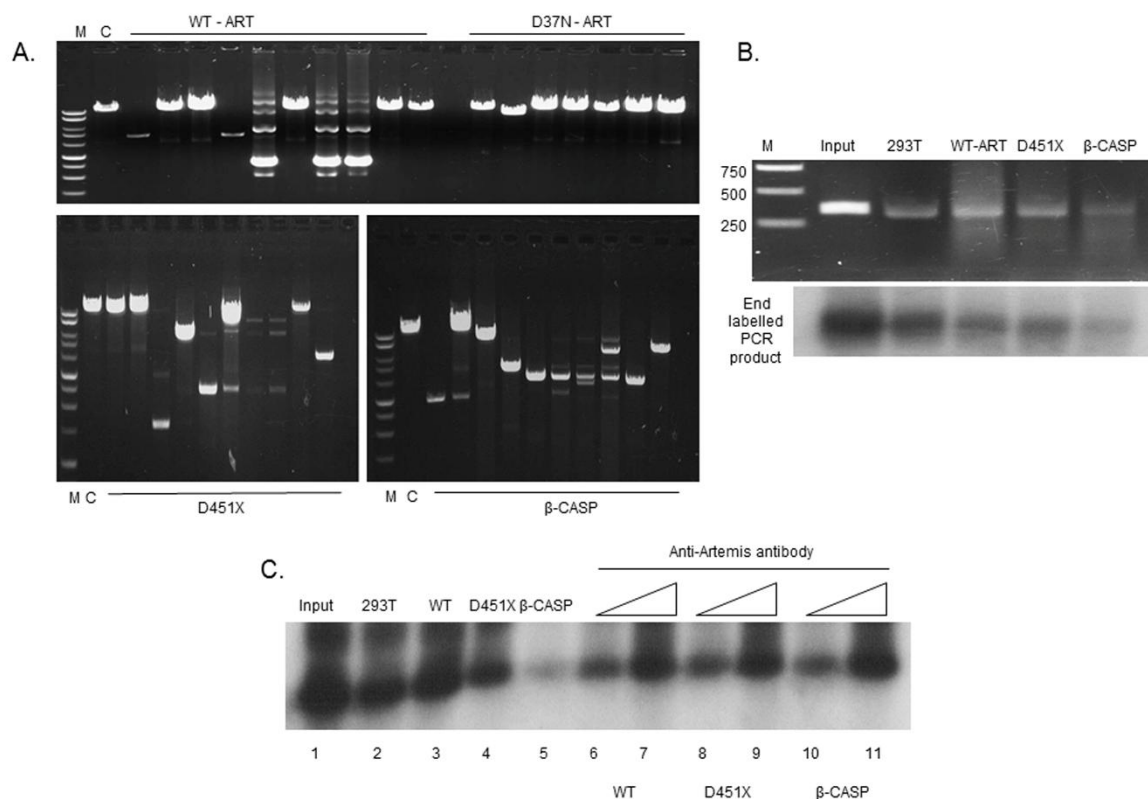 A.
M C WT - ART D37N - ART
M C D451X
M C β-CASP
B.
M Input 293T WT-ART D451X β-CASP
750
500
250
End
labelled
PCR
product
C.
Anti-Artemis antibody
Input 293T WT D451X β-CASP
1 2 3 4 5 6 7 8 9 10 11
WT D451X β-CASP